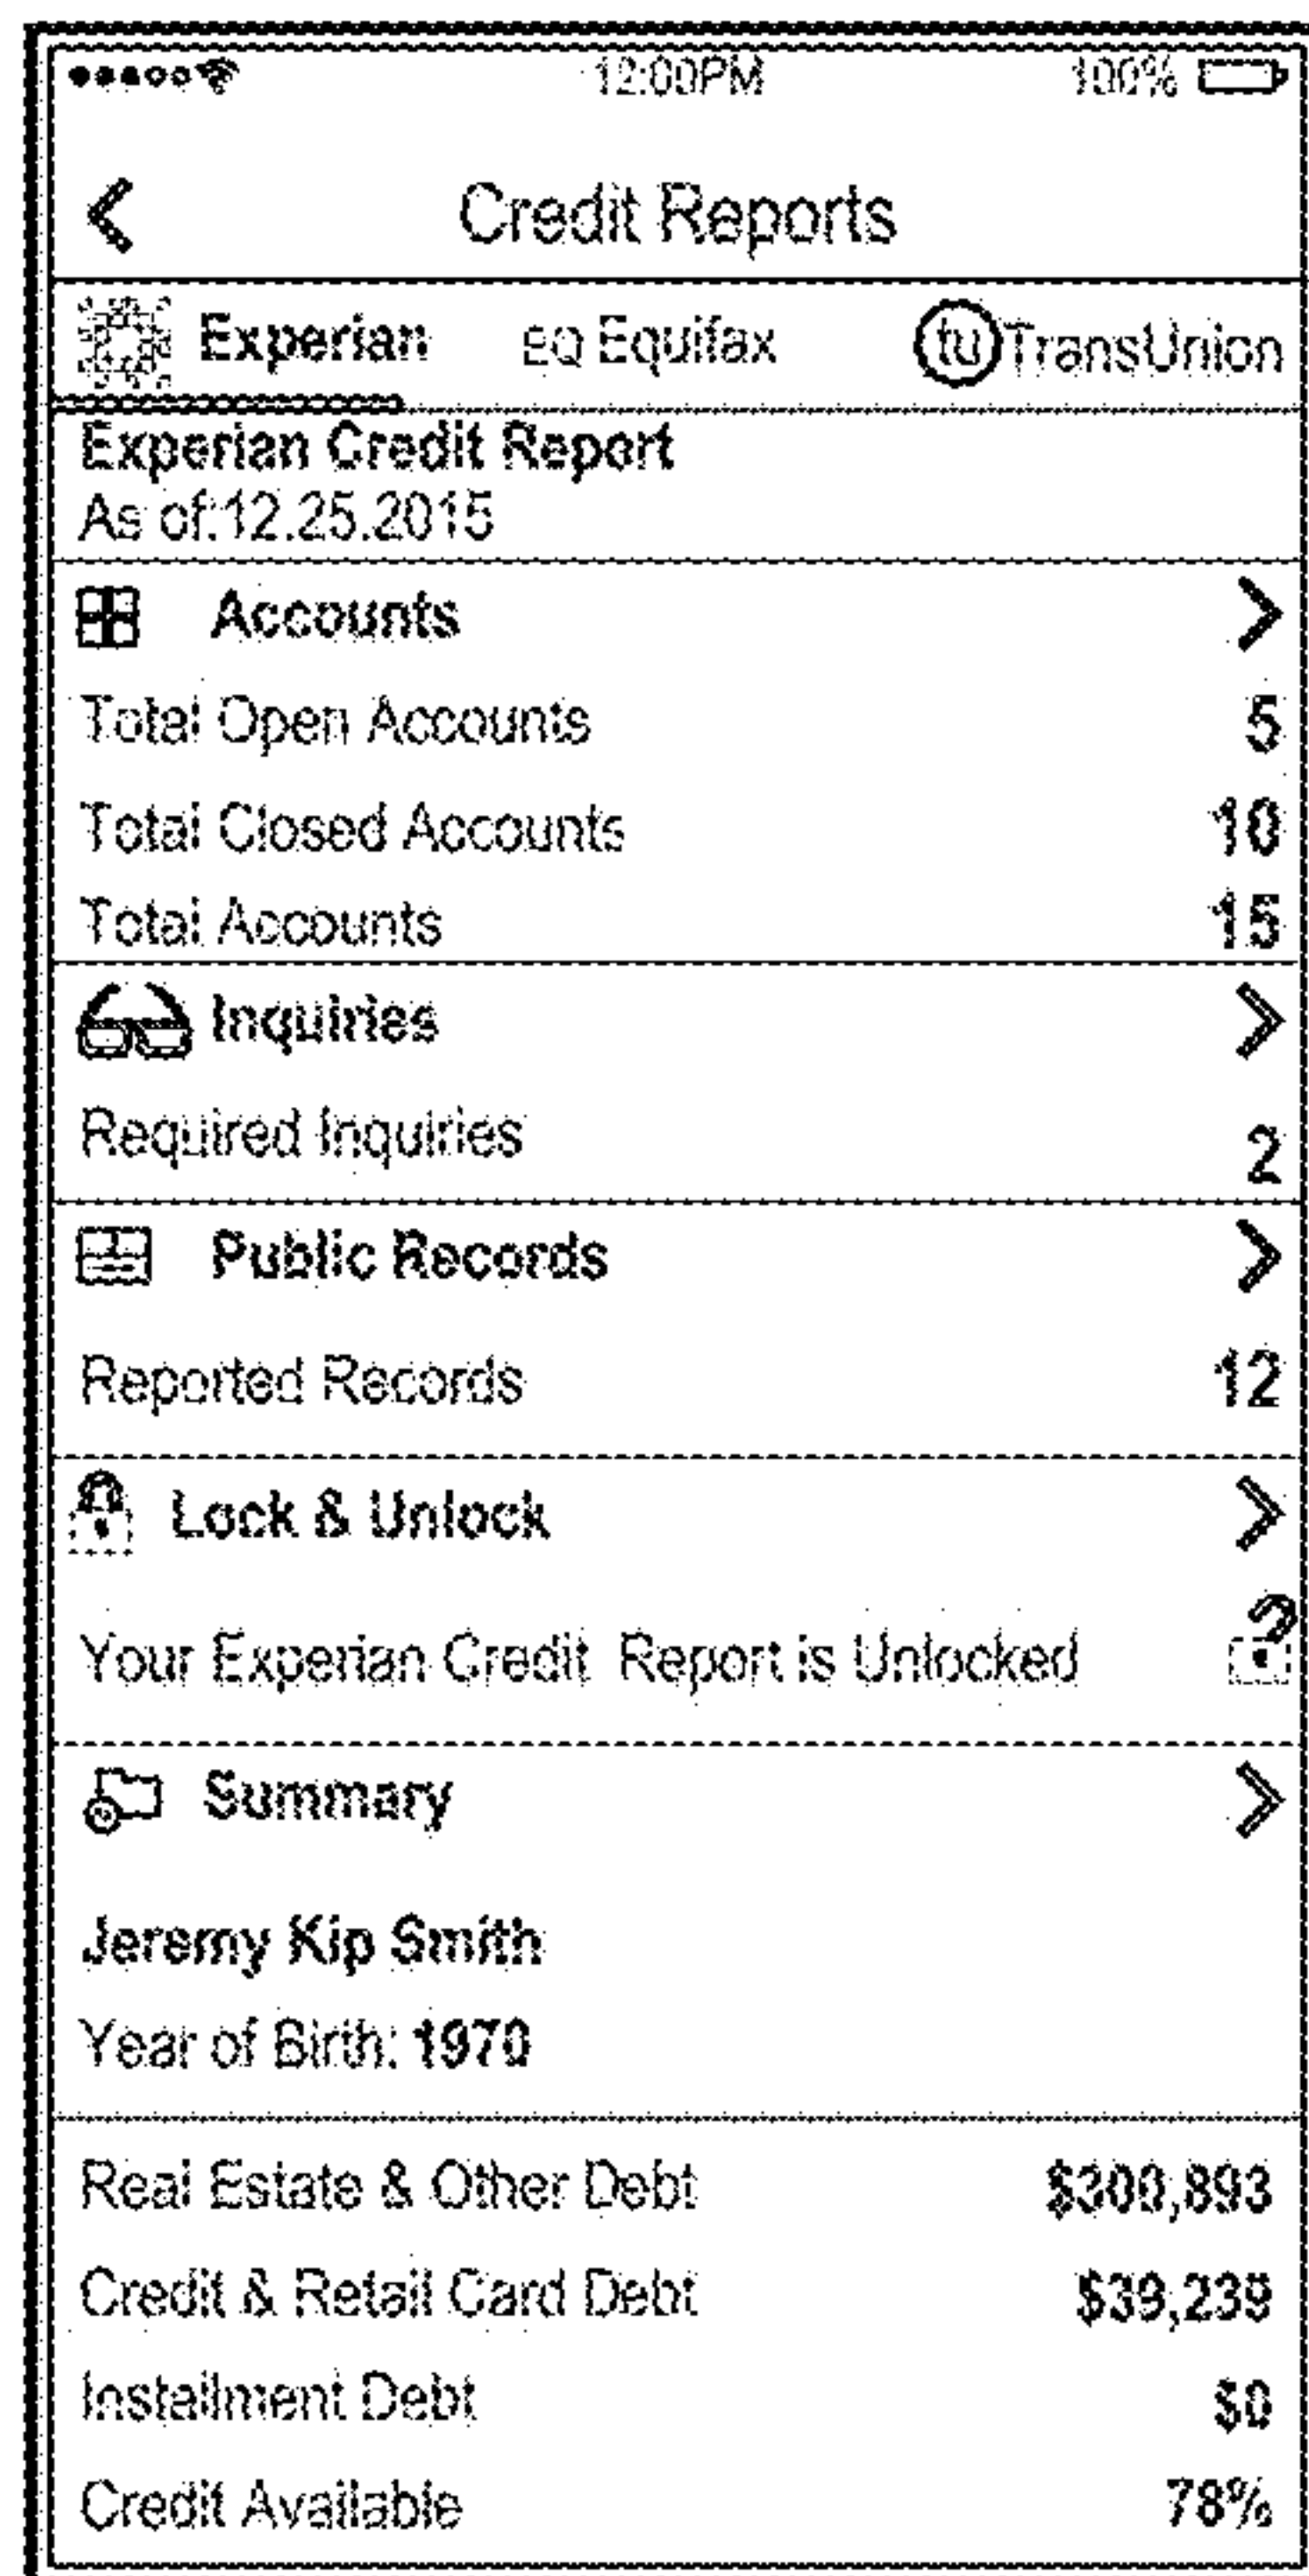 12:00PM 100%
Credit Reports
Experian EQ Equifax tu TransUnion
Experian Credit Report
As of:12.25.2015
Accounts
Total Open Accounts 5
Total Closed Accounts 10
Total Accounts 15
Inquiries
Required Inquiries 2
Public Records
Reported Records 12
Lock & Unlock
Your Experian Credit Report is Unlocked
Summary
Jeremy Kip Smith
Year of Birth: 1970
Real Estate & Other Debt $300,893
Credit & Retail Card Debt $39,239
Installment Debt $0
Credit Available 78%